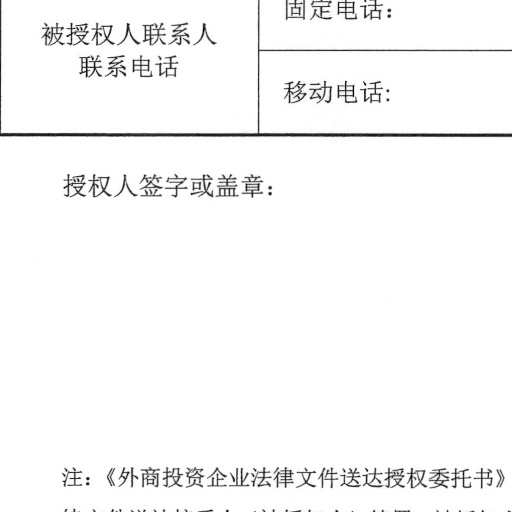 固定电话：
被授权人联系人
联系电话
移动电话:
授权人签字或盖章：
注：《外商投资企业法律文件送达授权委托书》